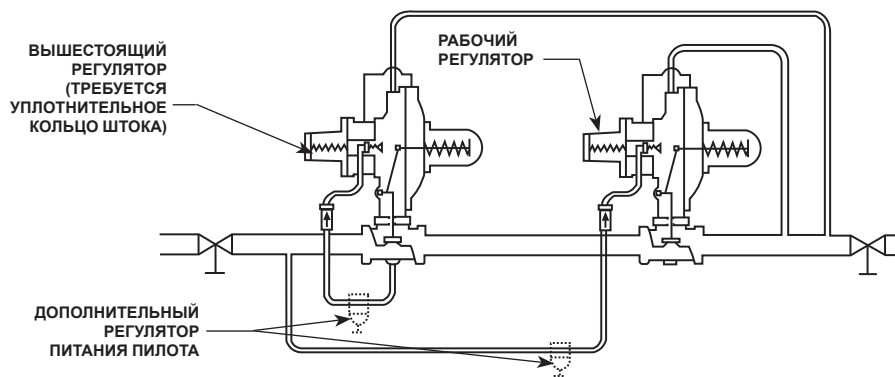 ВЫШЕСТОЯЩИЙ
РЕГУЛЯТОР
(ТРЕБУЕТСЯ
УПЛОТНИТЕЛЬНОЕ
КОЛЬЦО ШТОКА)
РАБОЧИЙ
РЕГУЛЯТОР
ДОПОЛНИТЕЛЬНЫЙ
РЕГУЛЯТОР
ПИТАНИЯ ПИЛОТА